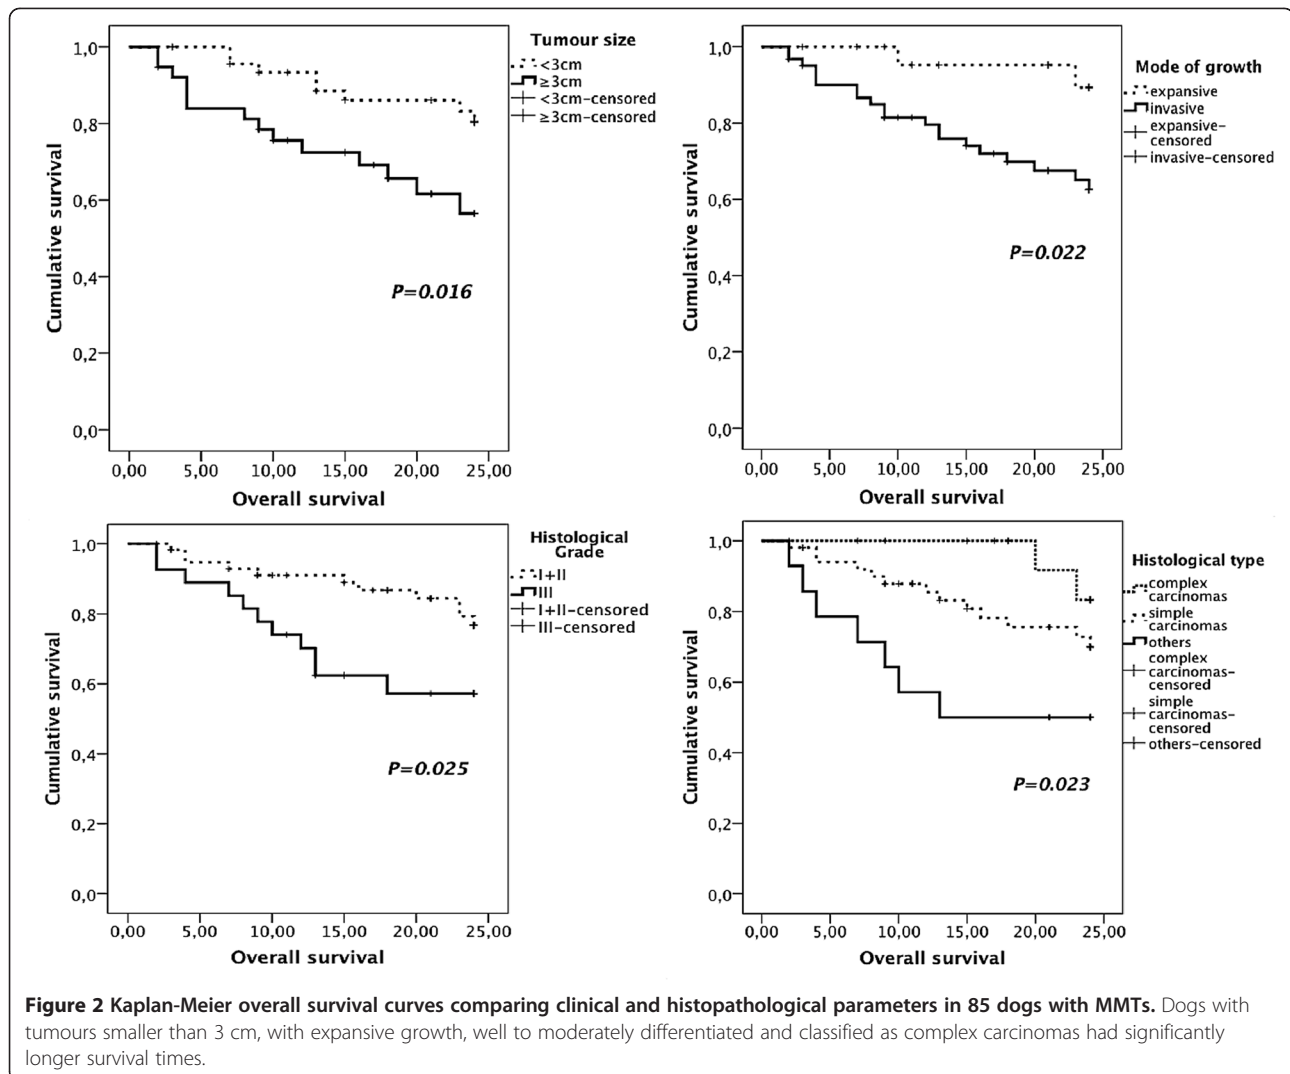 Tumour size
<3cm
≥3cm
<3cm-censored
≥3cm-censored
Cumulative survival
1,0
0,8
0,6
0,4
0,2
0,0
P=0.016
0,00 5,00 10,00 15,00 20,00 25,00
Overall survival
Mode of growth
expansive
invasive
expansive-
censored
invasive-censored
Cumulative survival
1,0
0,8
0,6
0,4
0,2
0,0
P=0.022
0,00 5,00 10,00 15,00 20,00 25,00
Overall survival
Histological
Grade
I+II
III
I+II-censored
III-censored
Cumulative survival
1,0
0,8
0,6
0,4
0,2
0,0
P=0.025
0,00 5,00 10,00 15,00 20,00 25,00
Overall survival
Histological type
complex
carcinomas
simple
carcinomas
others
complex
carcinomas-
censored
simple
carcinomas-
censored
others-censored
Cumulative survival
1,0
0,8
0,6
0,4
0,2
0,0
P=0.023
0,00 5,00 10,00 15,00 20,00 25,00
Overall survival
Figure 2 Kaplan-Meier overall survival curves comparing clinical and histopathological parameters in 85 dogs with MMTs. Dogs with
tumours smaller than 3 cm, with expansive growth, well to moderately differentiated and classified as complex carcinomas had significantly
longer survival times.